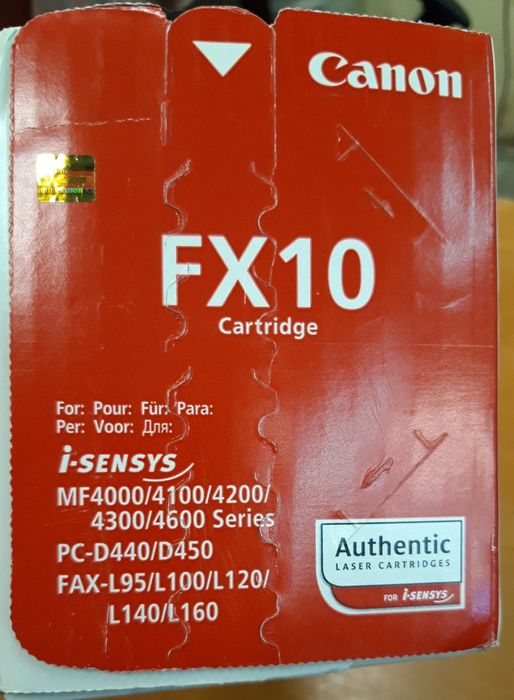 Canon
FX10
Cartridge
For: Pour: Für: Para:
Per: Voor: Для:
i-SENSYS
MF4000/4100/4200/
4300/4600 Series
PC-D440/D450
FAX-L95/L100/L120/
L140/L160
Authentic
LASER CARTRIDGES
FOR i-SENSYS